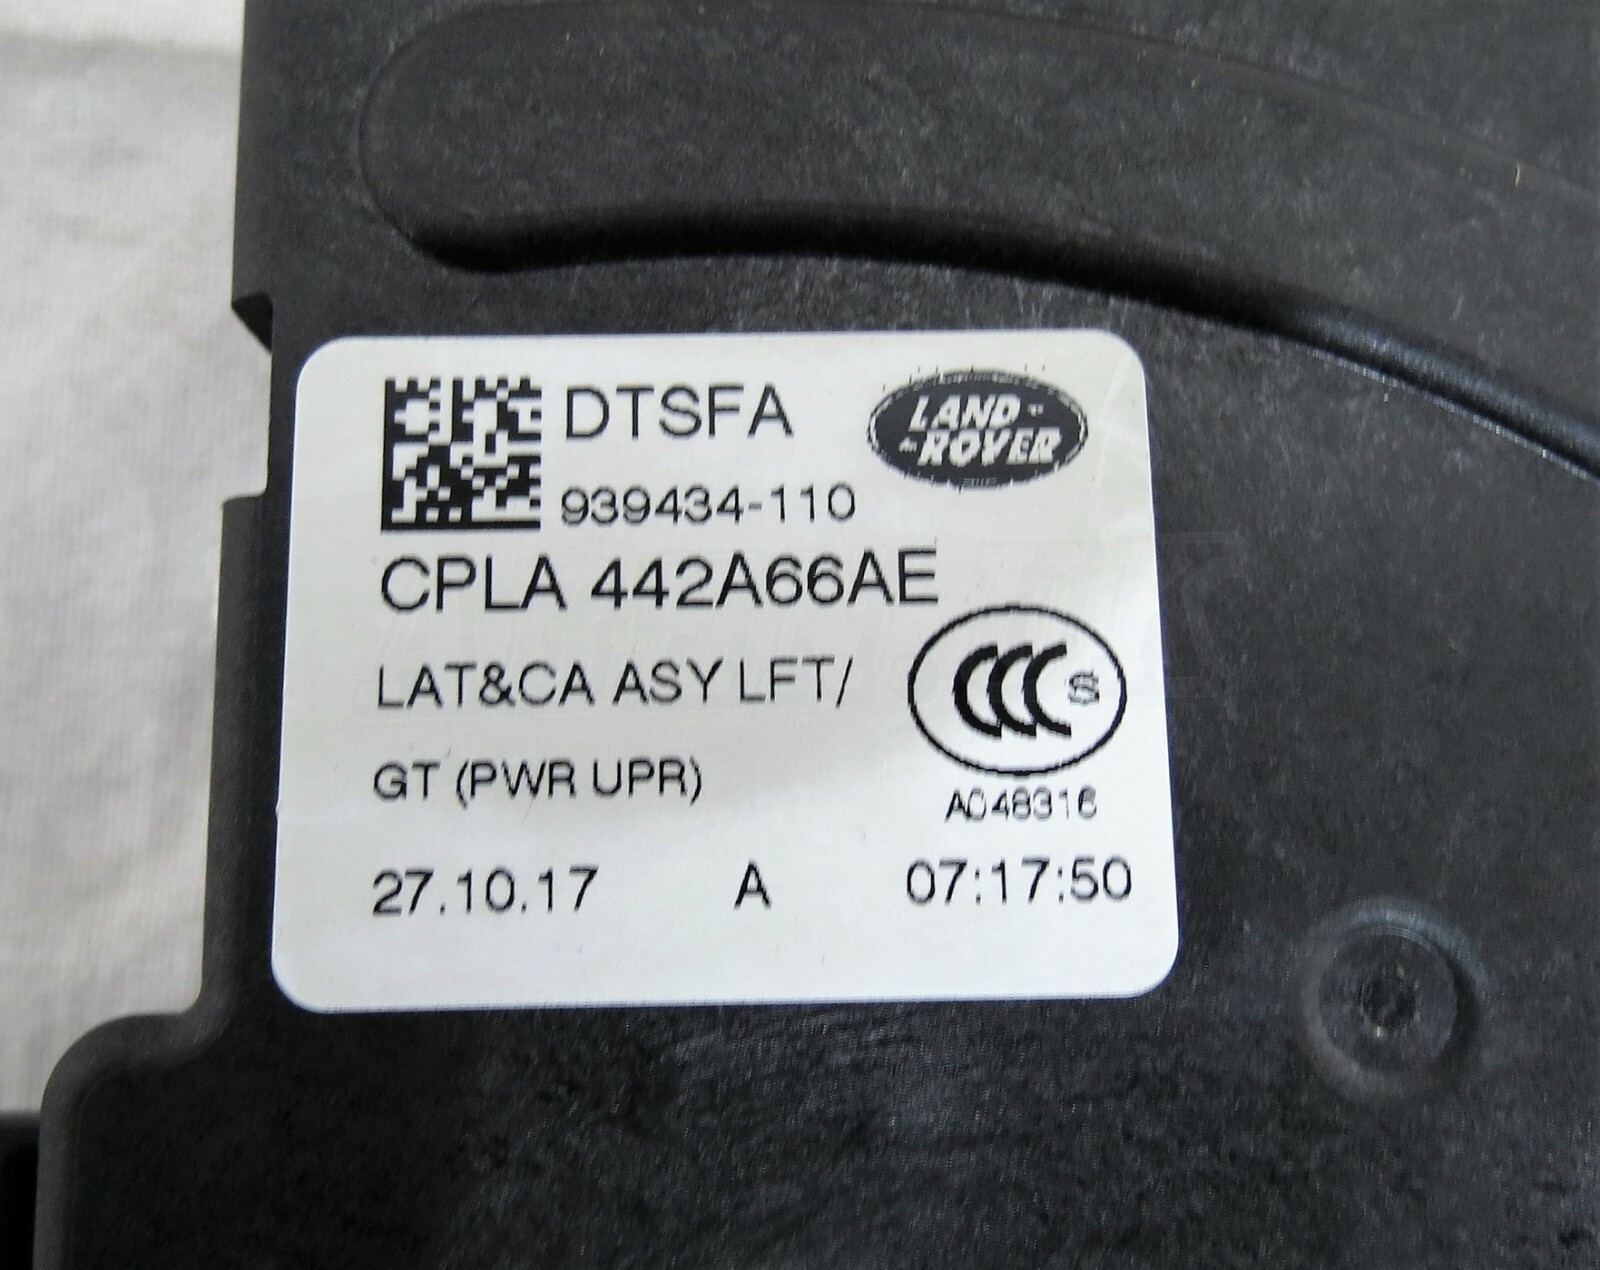 DTSFA
LAND-
-ROVER
939434-110
CPLA 442A66AE
LAT&CA ASY LFT/
CCC S
GT (PWR UPR)
A048316
27.10.17 A 07:17:50